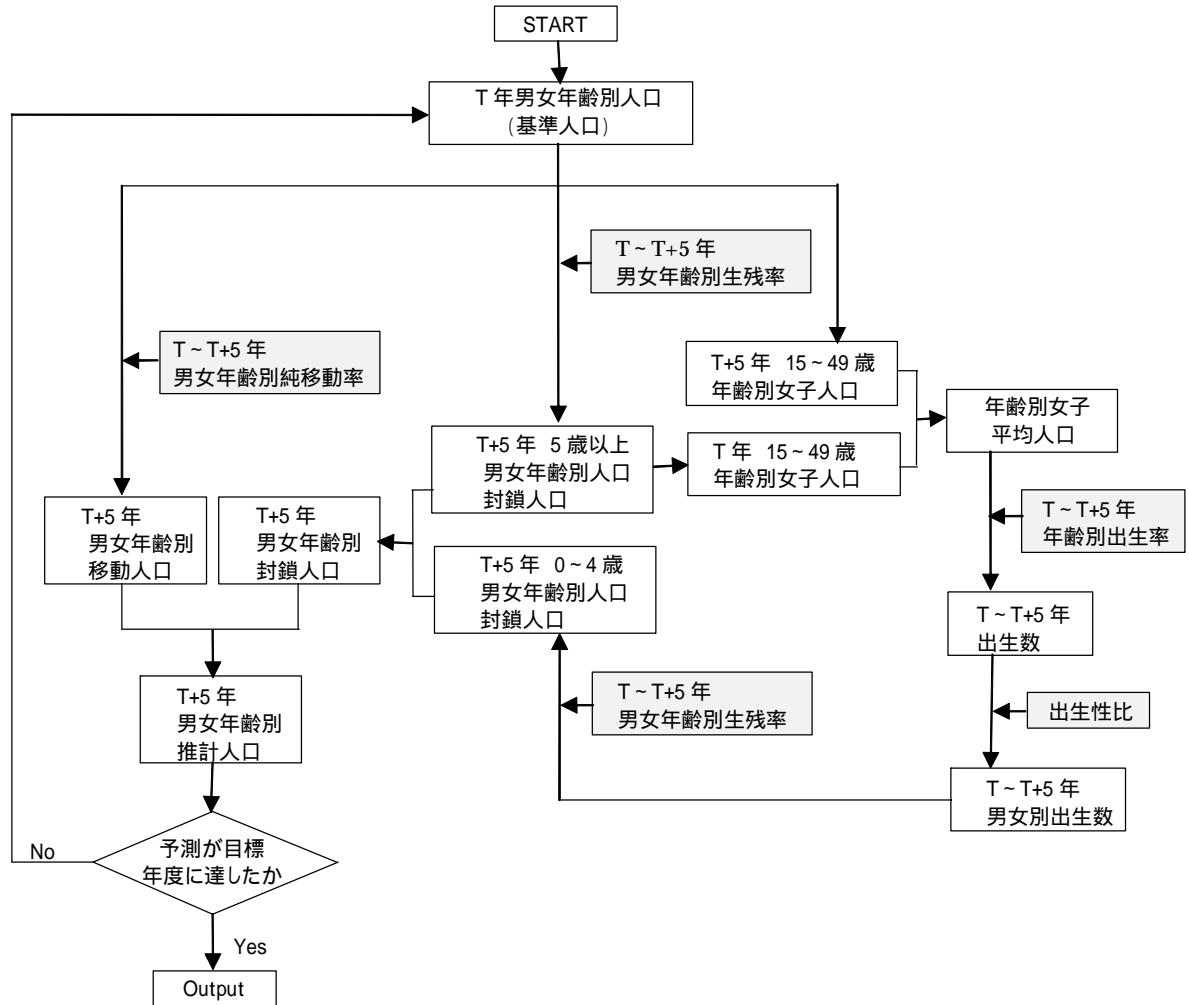 START
T 年男女年齢別人口
(基準人口)
T ~ T+5 年
男女年齢別生残率
T ~ T+5 年
男女年齢別純移動率
T+5 年 15 ~ 49 歳
年齢別女子人口
年齢別女子
平均人口
T+5 年 5 歳以上
男女年齢別人口
封鎖人口
T 年 15 ~ 49 歳
年齢別女子人口
T+5 年
男女年齢別
移動人口
T+5 年
男女年齢別
封鎖人口
T ~ T+5 年
年齢別出生率
T+5 年 0 ~ 4 歳
男女年齢別人口
封鎖人口
T ~ T+5 年
出生数
T+5 年
男女年齢別
推計人口
T ~ T+5 年
男女年齢別生残率
出生性比
T ~ T+5 年
男女別出生数
No
予測が目標
年度に達したか
Yes
Output